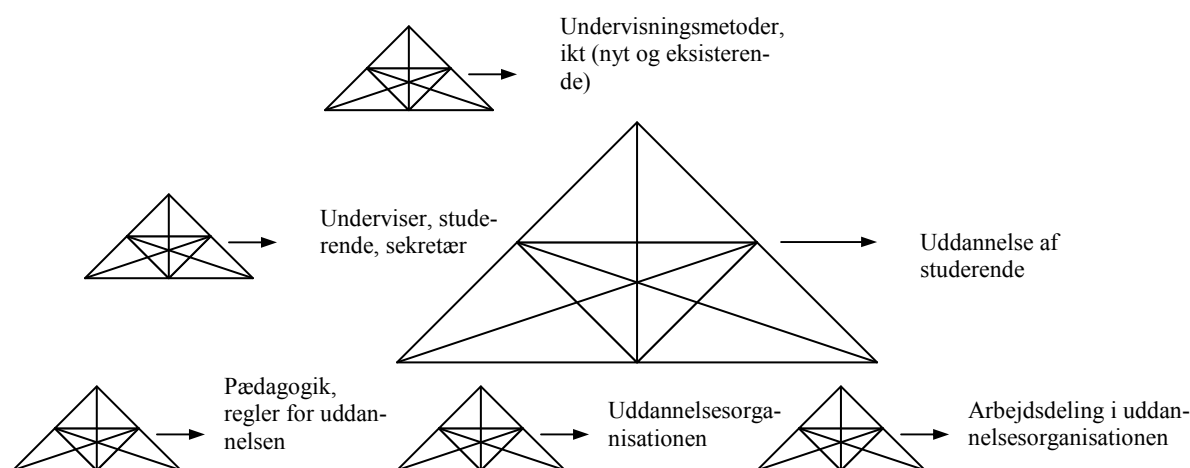 Undervisningsmetoder,
ikt (nyt og eksisteren-
de)
Underviser, stude-
rende, sekretær
Uddannelse af
studerende
Pædagogik,
regler for uddan-
nelsen
Uddannelsesorga-
nisationen
Arbejdsdeling i uddan-
nelsesorganisationen